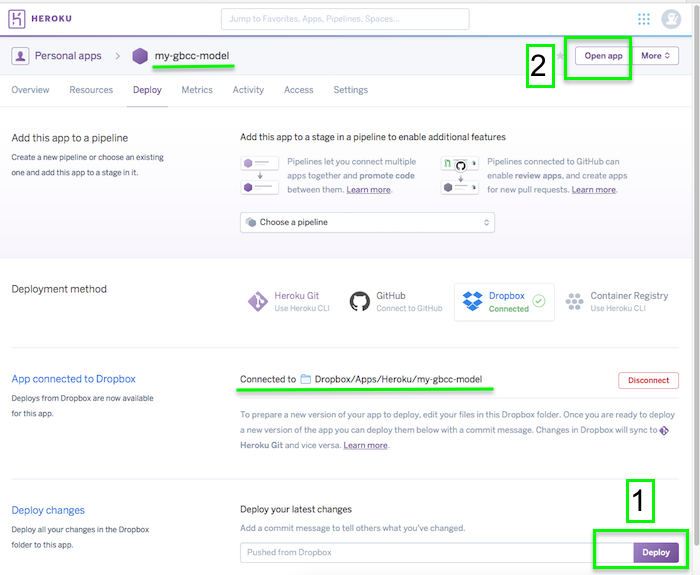 HEROKU
Jump to Favorites, Apps, Pipelines, Spaces...
Personal apps > my-gbcc-model
2
Open app
More
Overview Resources Deploy Metrics Activity Access Settings
Add this app to a pipeline
Create a new pipeline or choose an existing
one and add this app to a stage in it.
Add this app to a stage in a pipeline to enable additional features
Pipelines let you connect multiple
apps together and promote code
between them. Learn more.
Pipelines connected to GitHub can
enable review apps, and create apps
for new pull requests. Learn more.
Choose a pipeline
Deployment method
Heroku Git
Use Heroku CLI
GitHub
Connect to GitHub
Dropbox
Connected
Container Registry
Use Heroku CLI
App connected to Dropbox
Deploys from Dropbox are now available
for this app.
Connected to Dropbox/Apps/Heroku/my-gbcc-model
Disconnect
To prepare a new version of your app to deploy, edit your files in this Dropbox folder. Once you are ready to deploy
a new version of the app you can deploy them below with a commit message. Changes in Dropbox will sync to
Heroku Git and vice versa. Learn more.
Deploy changes
Deploy all your changes in the Dropbox
folder to this app.
Deploy your latest changes
Add a commit message to tell others what you've changed.
1
Pushed from Dropbox
Deploy